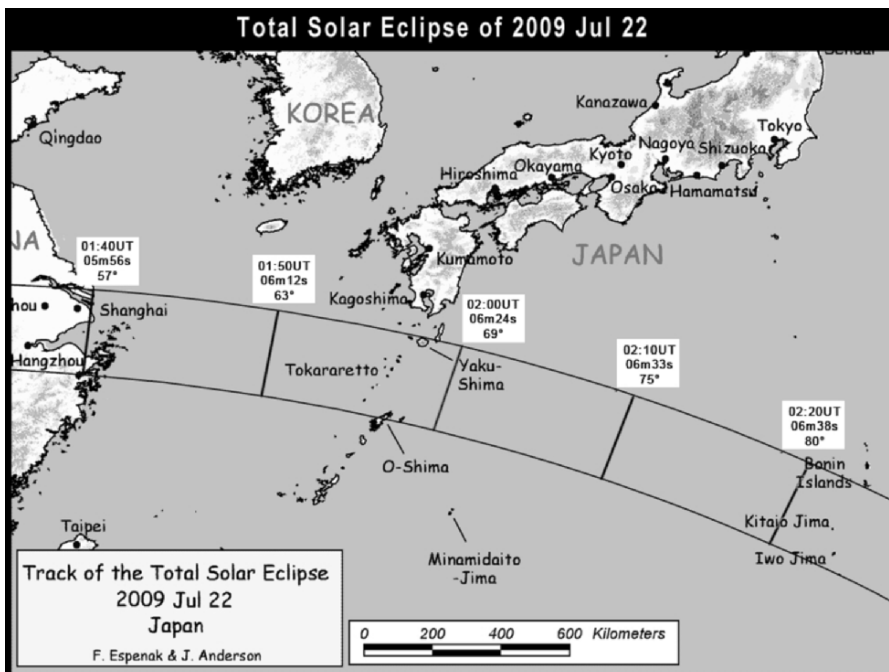 Total Solar Eclipse of 2009 Jul 22
KOREA
Qingdao
Kanazawa
Tokyo
Nagoya
Shizuoka
Kyoto
Okayama
Hiroshima
Osaka
Hamamatsu
NA
JAPAN
Kumamoto
01:40UT
05m56s
57°
01:50UT
06m12s
63°
Kagoshima
02:00UT
06m24s
69°
hou
Shanghai
Hangzhou
Tokararetto
Yaku-
Shima
02:10UT
06m33s
75°
02:20UT
06m38s
80°
O-Shima
Bonin
Islands
Kitajo Jima
Iwo Jima
Taipei
Minamidaito
-Jima
Track of the Total Solar Eclipse
2009 Jul 22
Japan
F. Espenak & J. Anderson
0 200 400 600 Kilometers